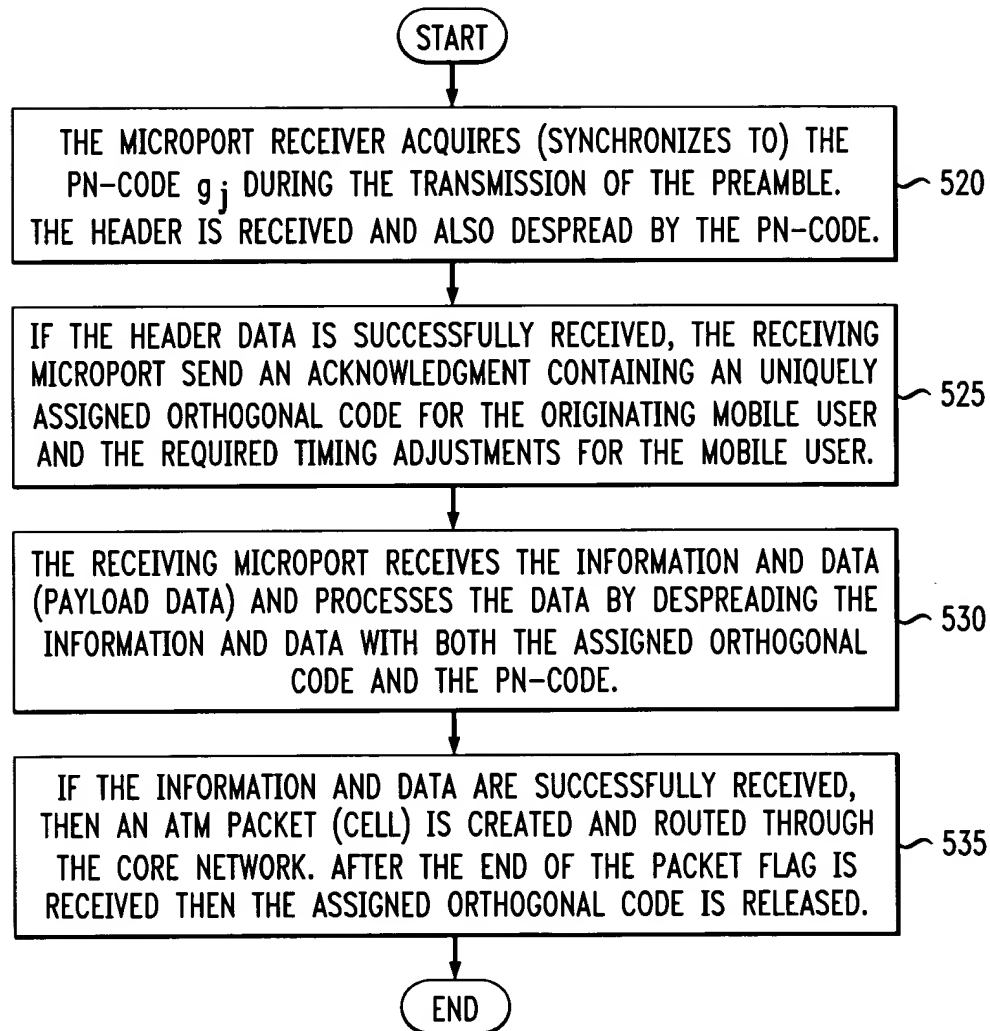 START
THE MICROPORT RECEIVER ACQUIRES (SYNCHRONIZES TO) THE
PN-CODE gj DURING THE TRANSMISSION OF THE PREAMBLE.
THE HEADER IS RECEIVED AND ALSO DESPREAD BY THE PN-CODE.
520
IF THE HEADER DATA IS SUCCESSFULLY RECEIVED, THE RECEIVING
MICROPORT SEND AN ACKNOWLEDGMENT CONTAINING AN UNIQUELY
ASSIGNED ORTHOGONAL CODE FOR THE ORIGINATING MOBILE USER
AND THE REQUIRED TIMING ADJUSTMENTS FOR THE MOBILE USER.
525
THE RECEIVING MICROPORT RECEIVES THE INFORMATION AND DATA
(PAYLOAD DATA) AND PROCESSES THE DATA BY DESPREADING THE
INFORMATION AND DATA WITH BOTH THE ASSIGNED ORTHOGONAL
CODE AND THE PN-CODE.
530
IF THE INFORMATION AND DATA ARE SUCCESSFULLY RECEIVED,
THEN AN ATM PACKET (CELL) IS CREATED AND ROUTED THROUGH
THE CORE NETWORK. AFTER THE END OF THE PACKET FLAG IS
RECEIVED THEN THE ASSIGNED ORTHOGONAL CODE IS RELEASED.
535
END